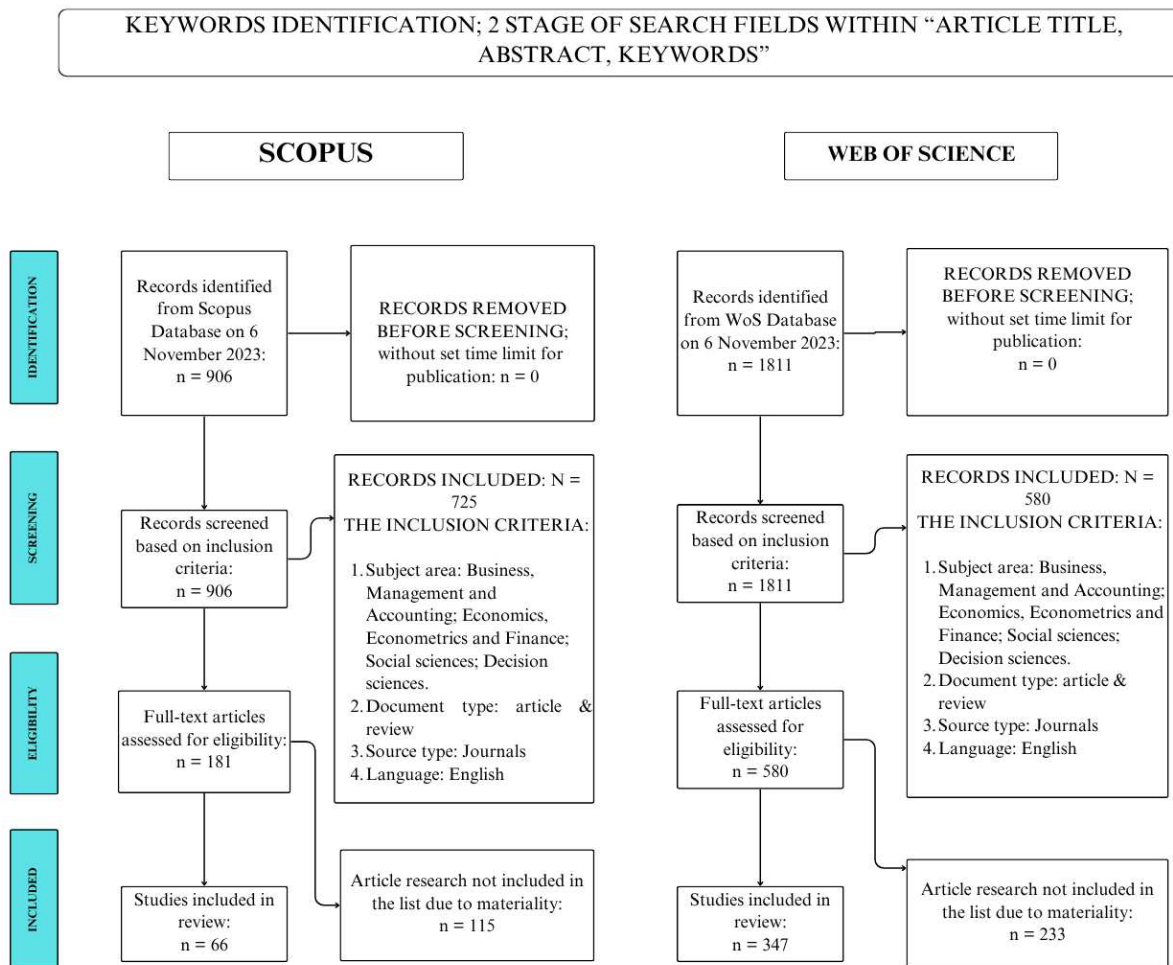 KEYWORDS IDENTIFICATION; 2 STAGE OF SEARCH FIELDS WITHIN “ARTICLE TITLE,
ABSTRACT, KEYWORDS”
SCOPUS
WEB OF SCIENCE
IDENTIFICATION
Records identified
from Scopus
Database on 6
November 2023:
n = 906
RECORDS REMOVED
BEFORE SCREENING;
without set time limit for
publication: n = 0
Records identified
from WoS Database
on 6 November 2023:
n = 1811
RECORDS REMOVED
BEFORE SCREENING;
without set time limit for
publication:
n = 0
SCREENING
Records screened
based on inclusion
criteria:
n = 906
RECORDS INCLUDED: N =
725
THE INCLUSION CRITERIA:
1. Subject area: Business,
Management and
Accounting; Economics,
Econometrics and Finance;
Social sciences; Decision
sciences.
2. Document type: article &
review
3. Source type: Journals
4. Language: English
Records screened
based on inclusion
criteria:
n = 1811
RECORDS INCLUDED: N =
580
THE INCLUSION CRITERIA:
1. Subject area: Business,
Management and Accounting;
Economics, Econometrics and
Finance; Social sciences;
Decision sciences.
2. Document type: article &
review
3. Source type: Journals
4. Language: English
ELIGIBILITY
Full-text articles
assessed for eligibility:
n = 181
Full-text articles
assessed for
eligibility:
n = 580
INCLUDED
Studies included in
review:
n = 66
Article research not included in
the list due to materiality:
n = 115
Studies included in
review:
n = 347
Article research not included in
the list due to materiality:
n = 233